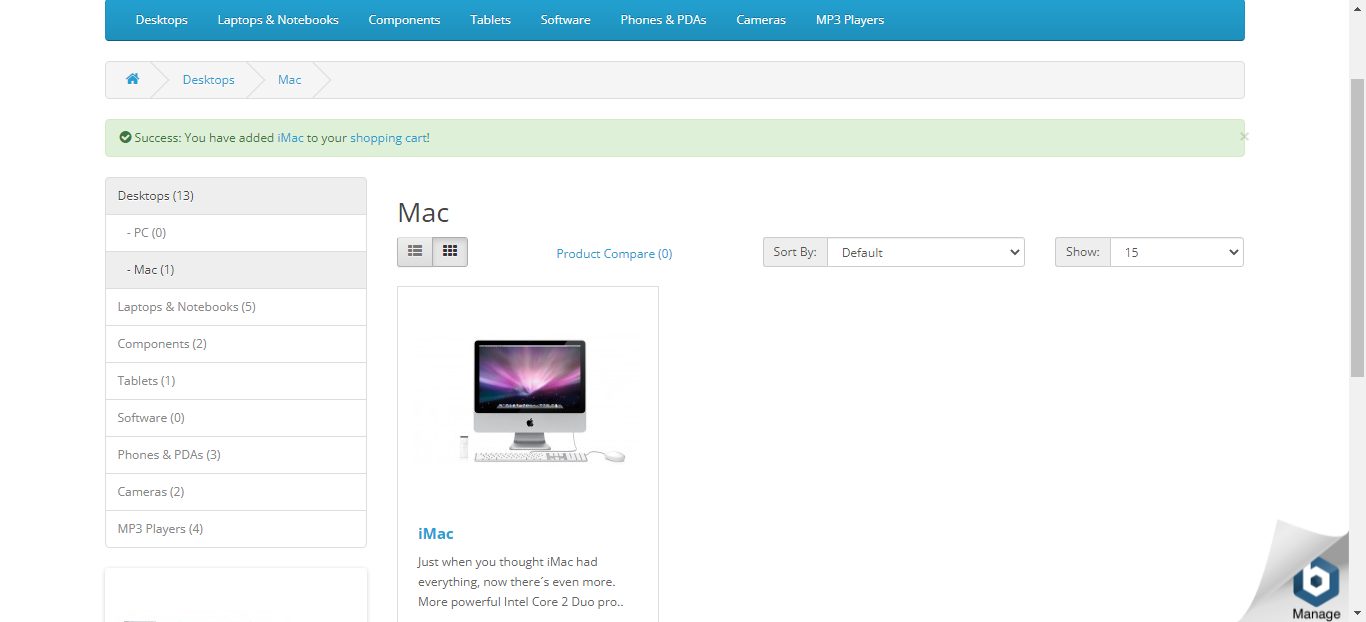 Desktops Laptops & Notebooks Components Tablets Software Phones & PDAs Cameras MP3 Players
Desktops Mac
Success: You have added iMac to your shopping cart!
×
Desktops (13)
- PC (0)
- Mac (1)
Laptops & Notebooks (5)
Components (2)
Tablets (1)
Software (0)
Phones & PDAs (3)
Cameras (2)
MP3 Players (4)
Mac
Product Compare (0)
Sort By: Default
Show: 15
iMac
Just when you thought iMac had
everything, now there´s even more.
More powerful Intel Core 2 Duo pro..
b
Manage